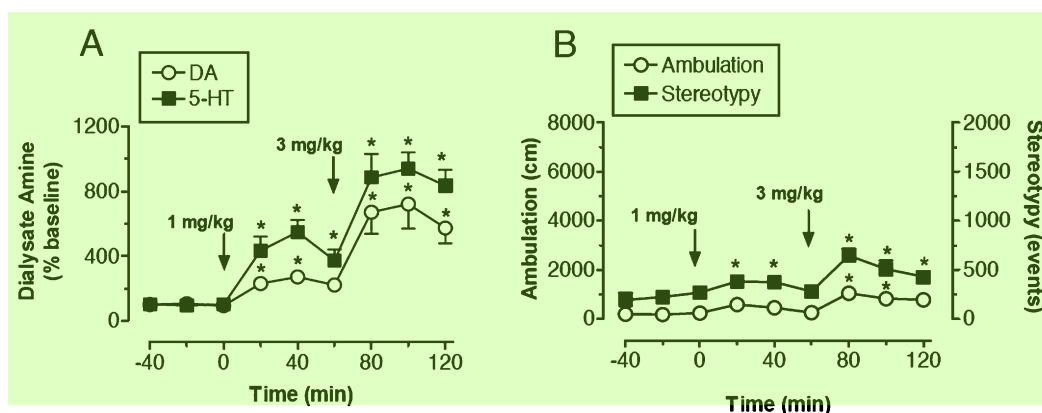 A
DA
5-HT
Dialysate Amine
(% baseline)
1200
800
400
0
1 mg/kg
3 mg/kg
* * * * * *
* * * * *
-40 0 40 80 120
Time (min)
B
Ambulation
Stereotypy
Ambulation (cm)
8000
6000
4000
2000
0
1 mg/kg
3 mg/kg
* * * * *
* *
2000
1500
1000
500
0
Stereotypy (events)
-40 0 40 80 120
Time (min)